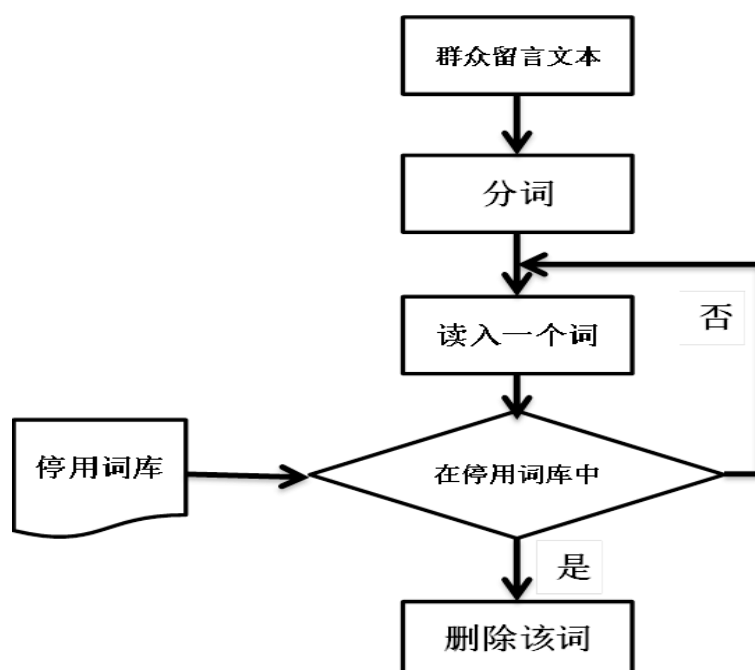 群众留言文本
分词
否
读入一个词
停用词库
在停用词库中
是
删除该词